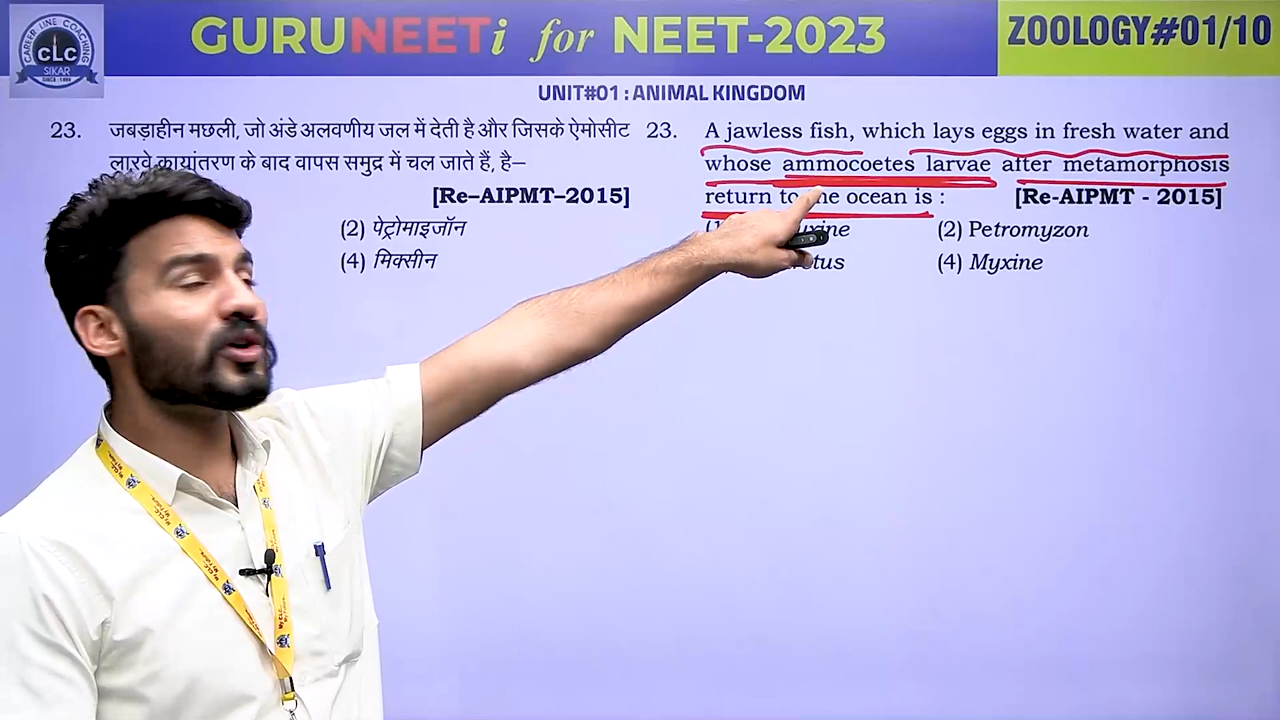 CAREER LINE COACHING
CLC
SIKAR
SINCE : 1996
GURUNEETi for NEET-2023
ZOOLOGY#01/10
UNIT#01 : ANIMAL KINGDOM
23. जबड़ाहीन मछली, जो अंडे अलवणीय जल में देती है और जिसके ऐमोसीट
लारवे कायांतरण के बाद वापस समुद्र में चल जाते हैं, है–
[Re–AIPMT–2015]
(2) पेट्रोमाइजॉन
(4) मिक्सीन
23. A jawless fish, which lays eggs in fresh water and
whose ammocoetes larvae after metamorphosis
return to the ocean is : [Re-AIPMT - 2015]
(2) Petromyzon
(4) Myxine